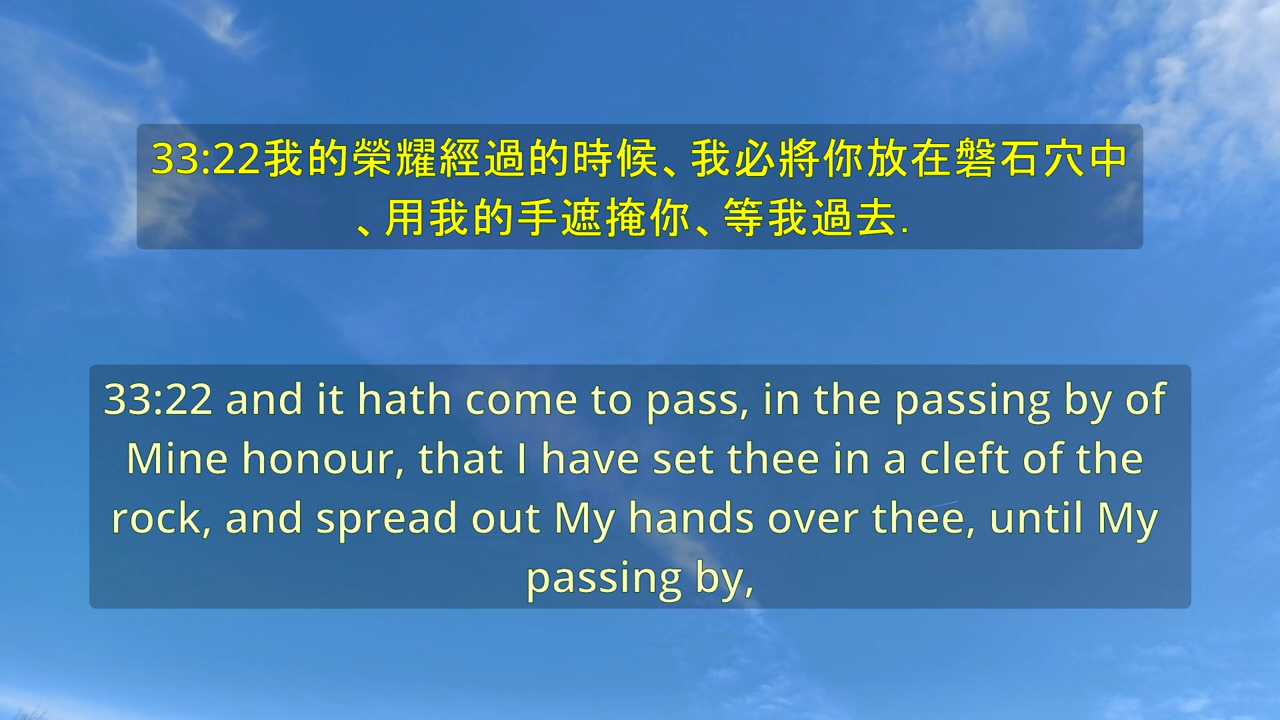 33:22我的榮耀經過的時候、我必將你放在磐石穴中
、用我的手遮掩你、等我過去.
33:22 and it hath come to pass, in the passing by of
Mine honour, that I have set thee in a cleft of the
rock, and spread out My hands over thee, until My
passing by,